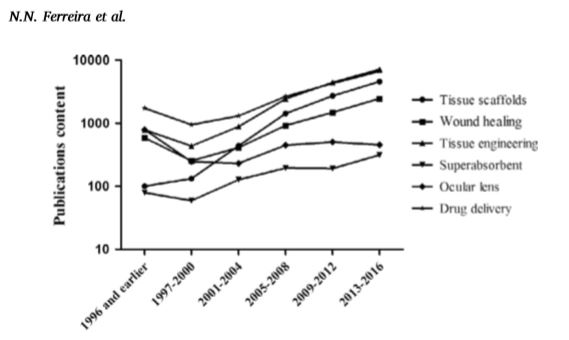 N.N. Ferreira et al.
Publications content
10000
1000
100
10
1996 and earlier
1997-2000
2001-2004
2005-2008
2009-2012
2013-2016
Tissue scaffolds
Wound healing
Tissue engineering
Superabsorbent
Ocular lens
Drug delivery